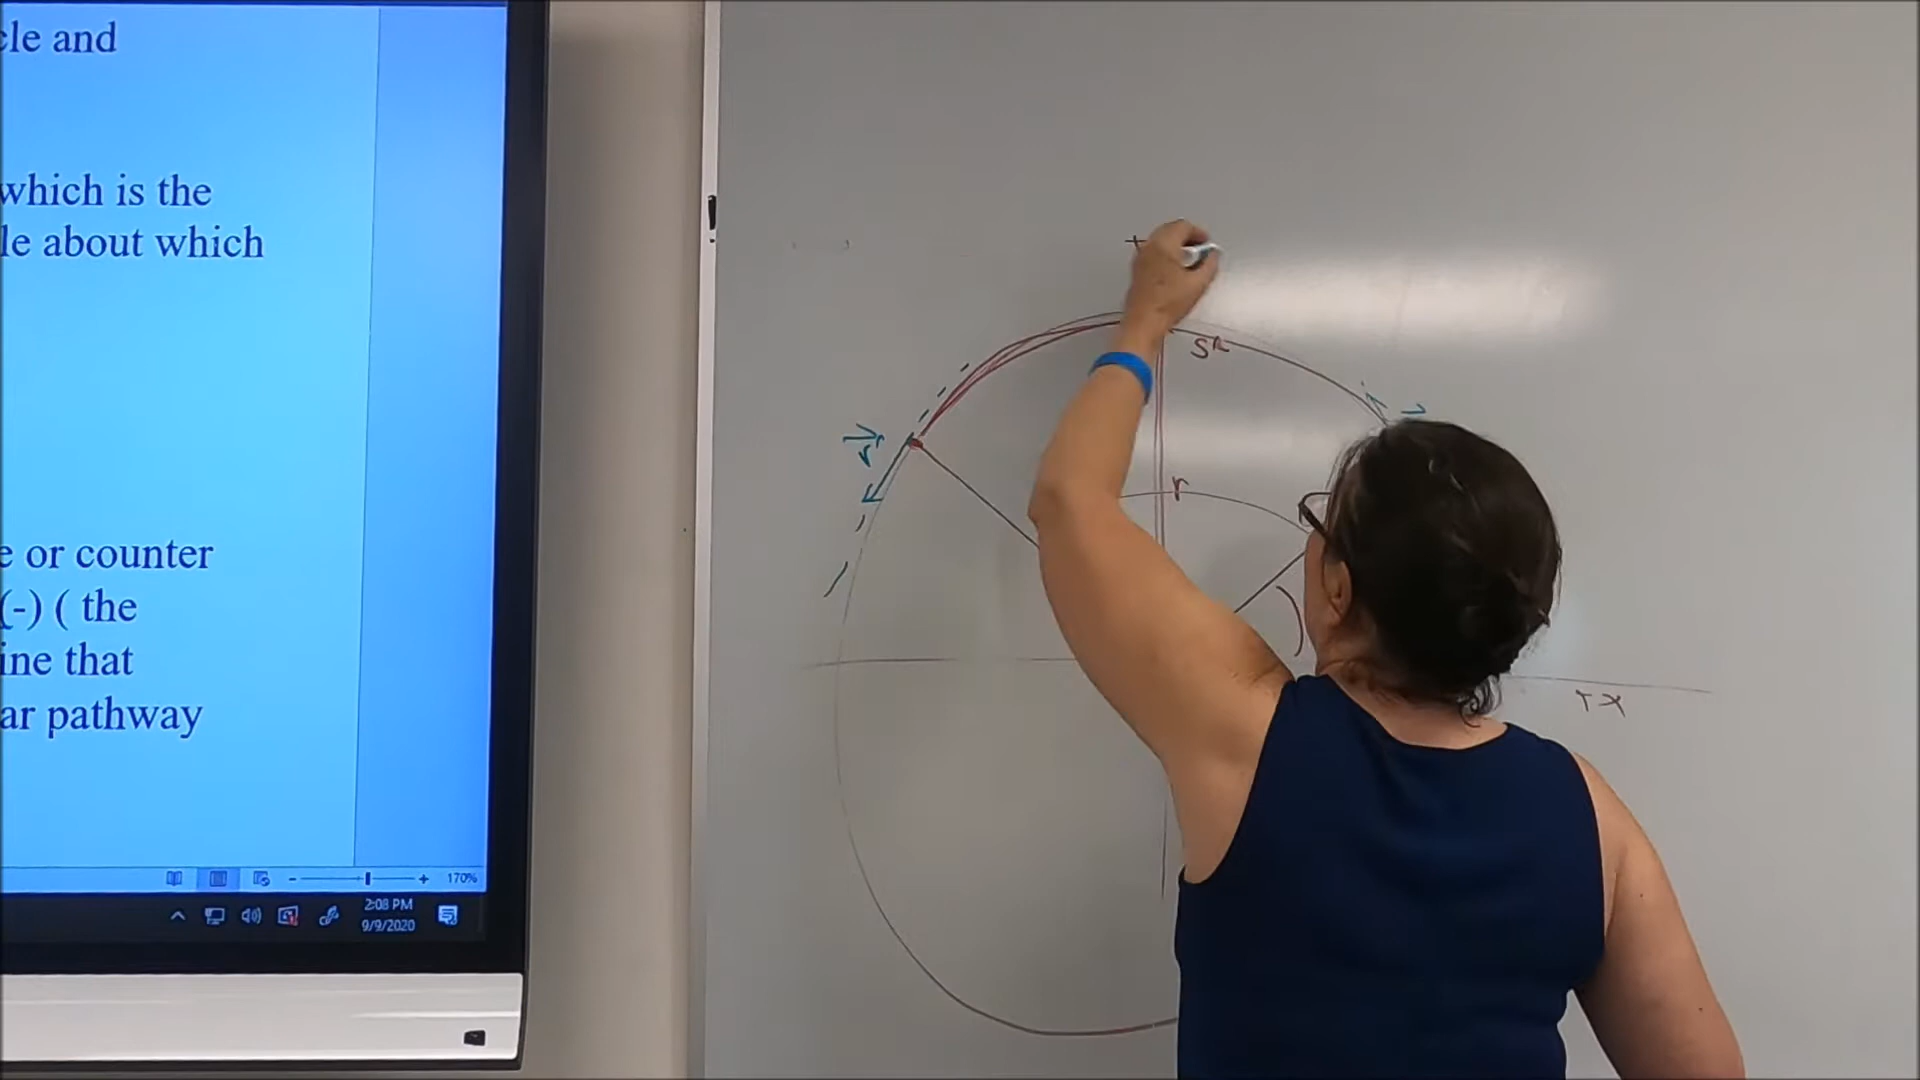 cle and
which is the
le about which
e or counter
(-) ( the
ine that
ar pathway
170%
2:08 PM
9/9/2020
+
r
+x